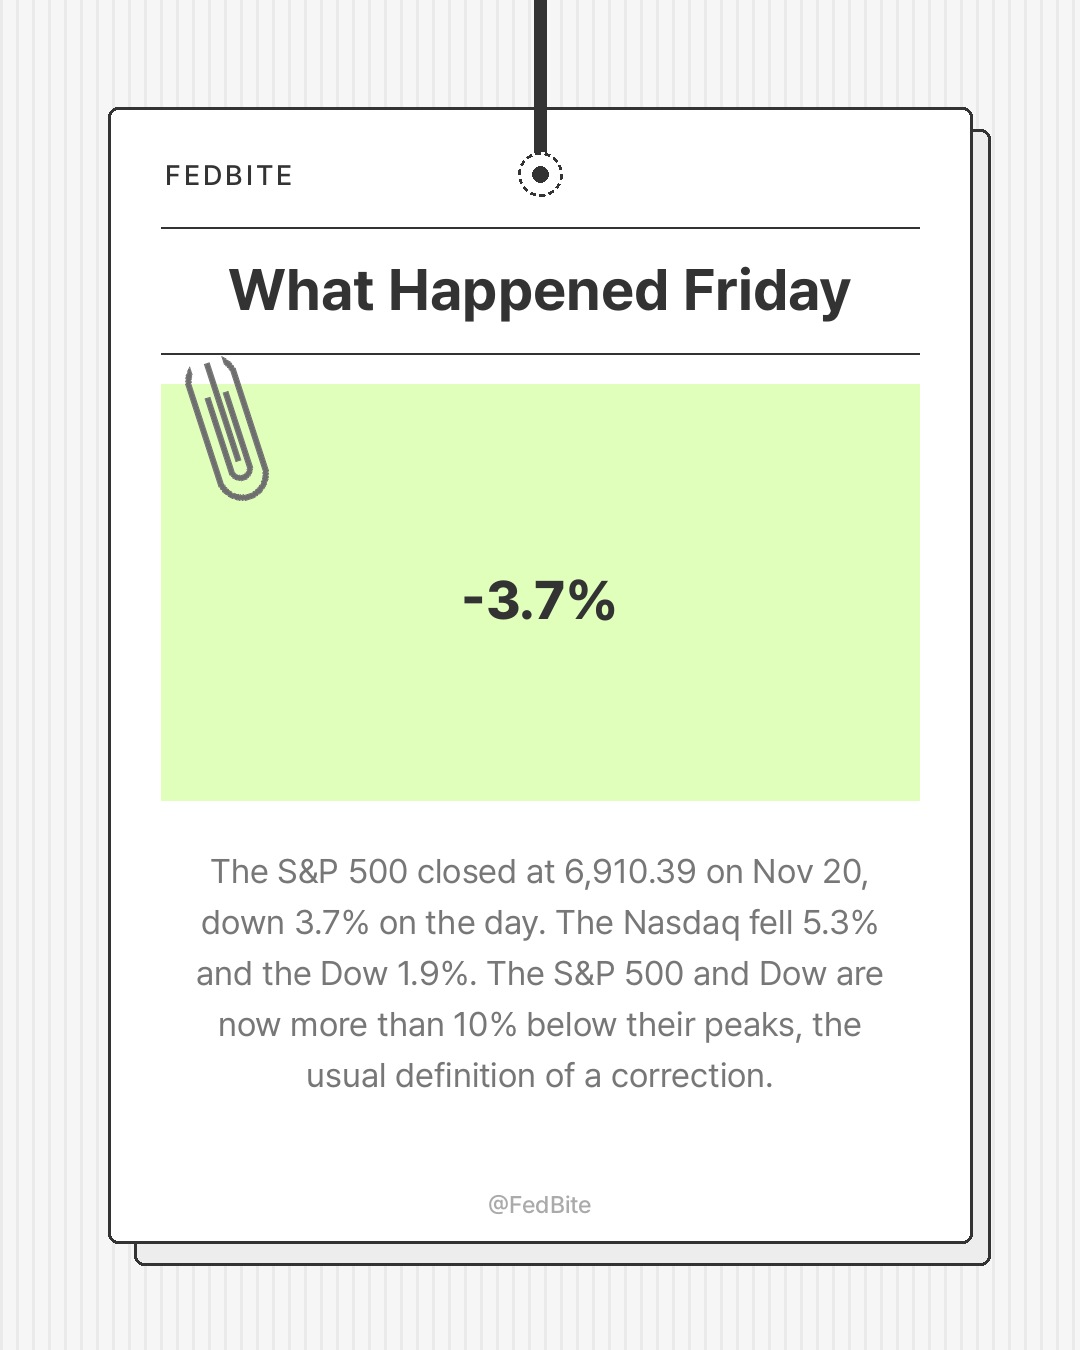 FEDBITE
What Happened Friday
-3.7%
The S&P 500 closed at 6,910.39 on Nov 20,
down 3.7% on the day. The Nasdaq fell 5.3%
and the Dow 1.9%. The S&P 500 and Dow are
now more than 10% below their peaks, the
usual definition of a correction.
@FedBite